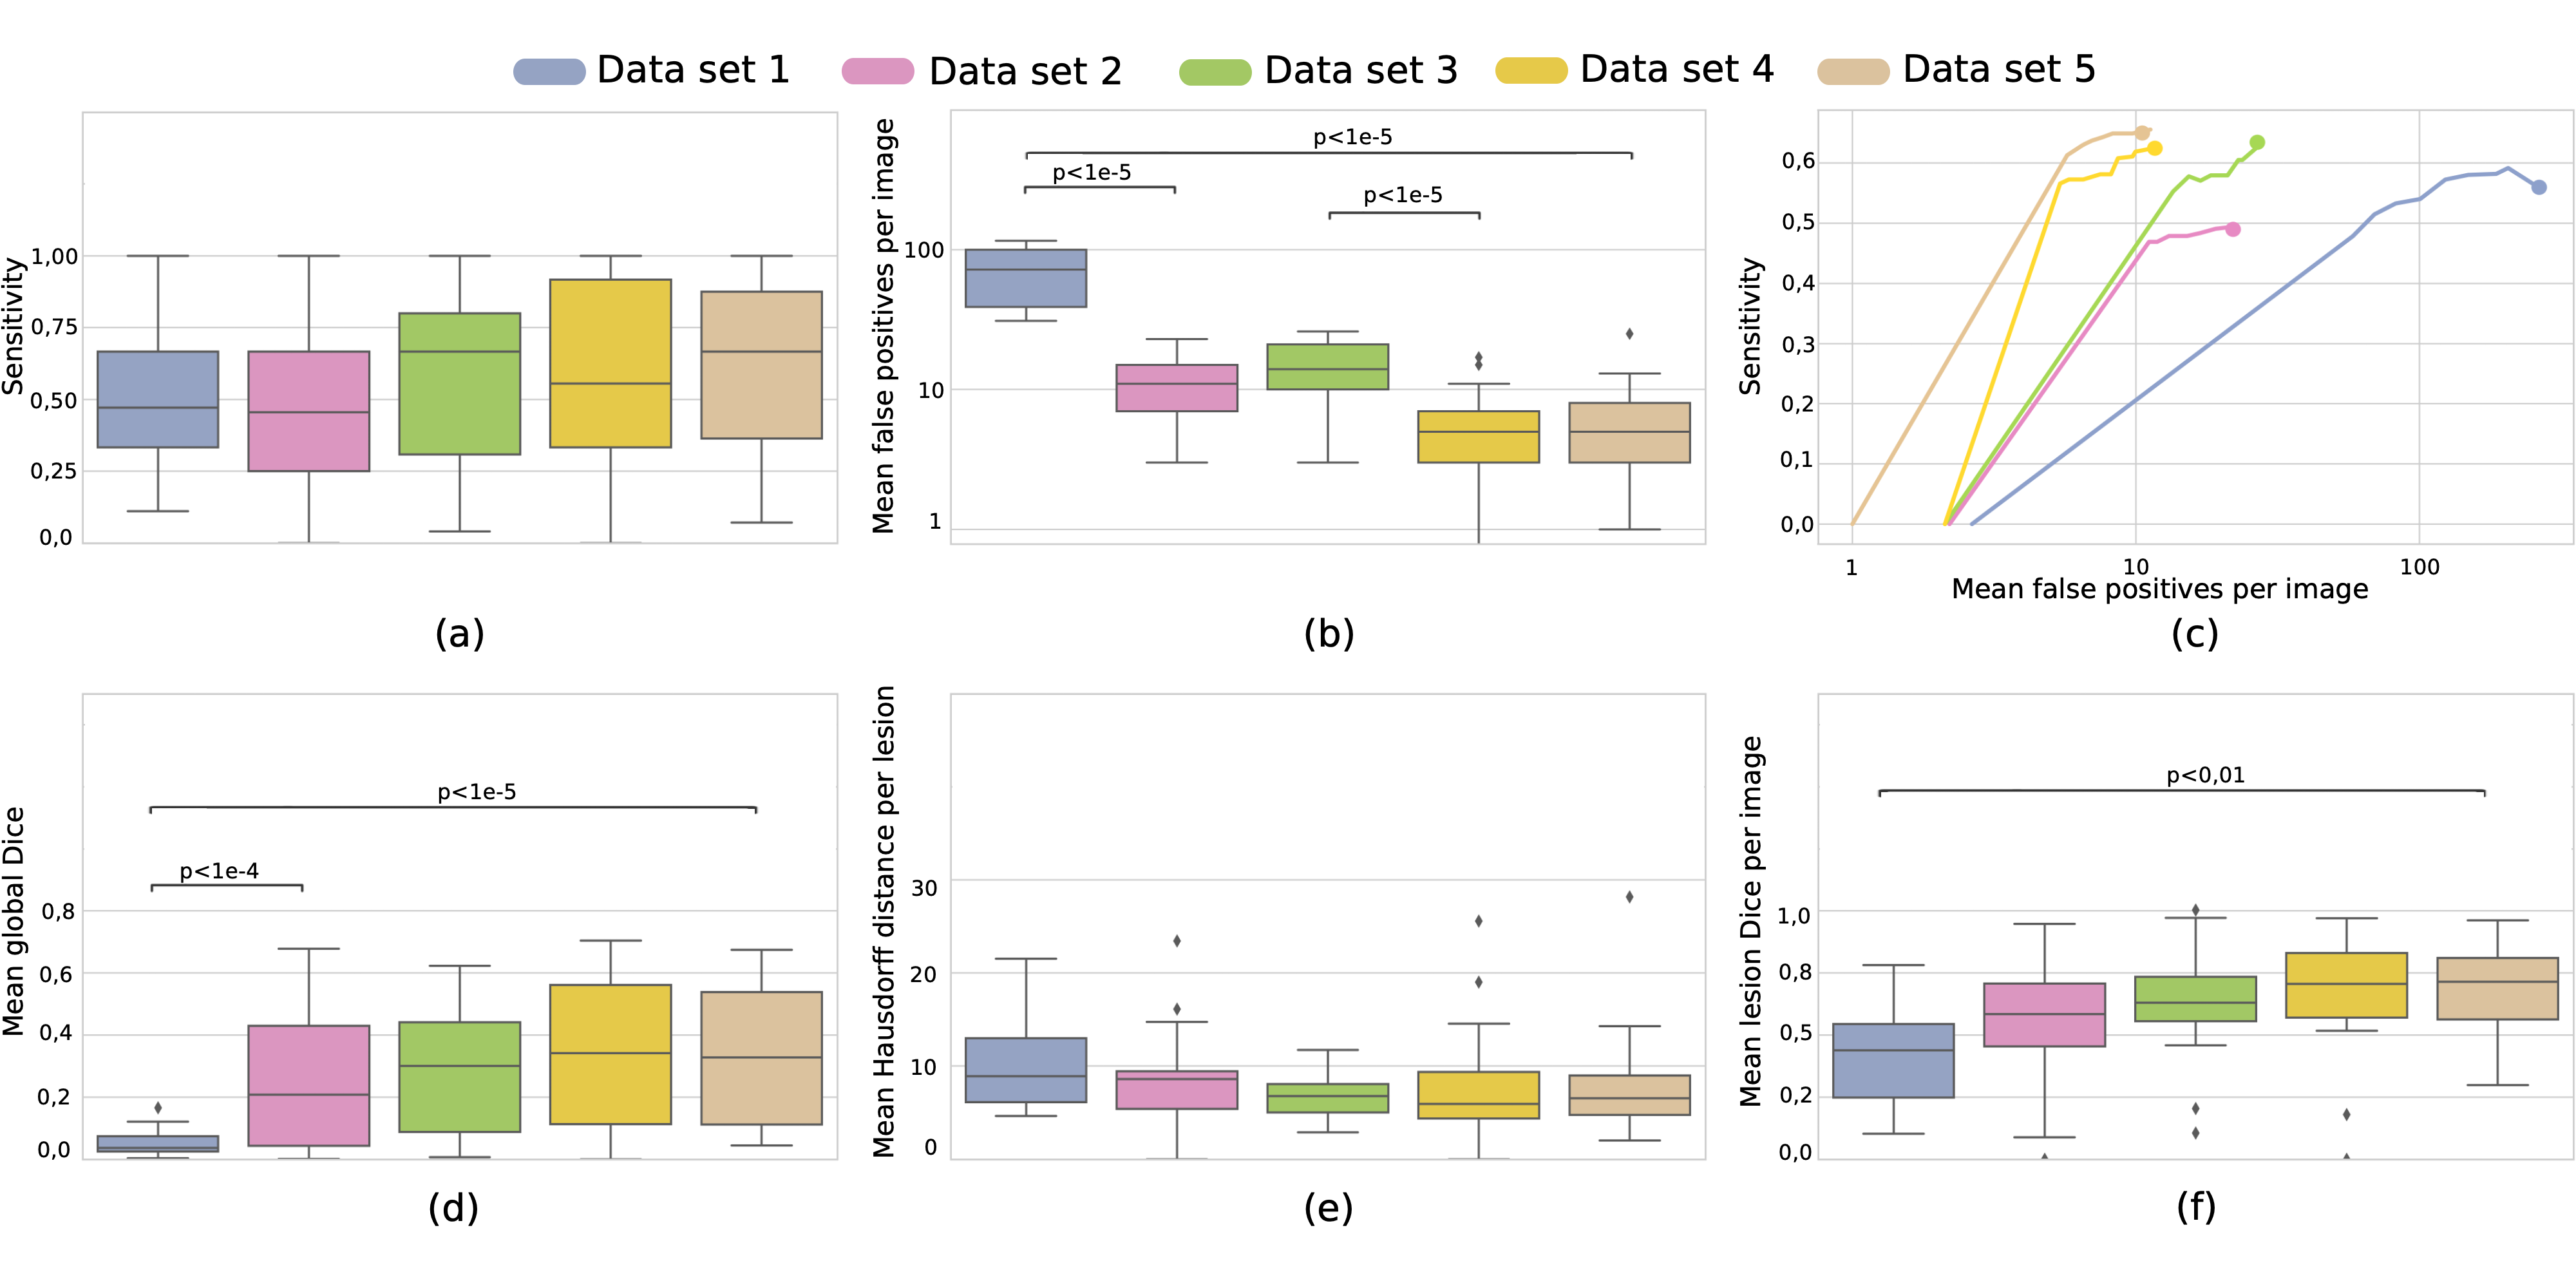 Data set 1 Data set 2 Data set 3 Data set 4 Data set 5
Sensitivity
1,00
0,75
0,50
0,25
0,0
(a)
Mean false positives per image
p<1e-5
p<1e-5
p<1e-5
100
10
1
(b)
Sensitivity
0,6
0,5
0,4
0,3
0,2
0,1
0,0
1 10 100
Mean false positives per image
(c)
Mean global Dice
p<1e-5
p<1e-4
0,8
0,6
0,4
0,2
0,0
(d)
Mean Hausdorff distance per lesion
30
20
10
0
(e)
Mean lesion Dice per image
p<0,01
1,0
0,8
0,5
0,2
0,0
(f)